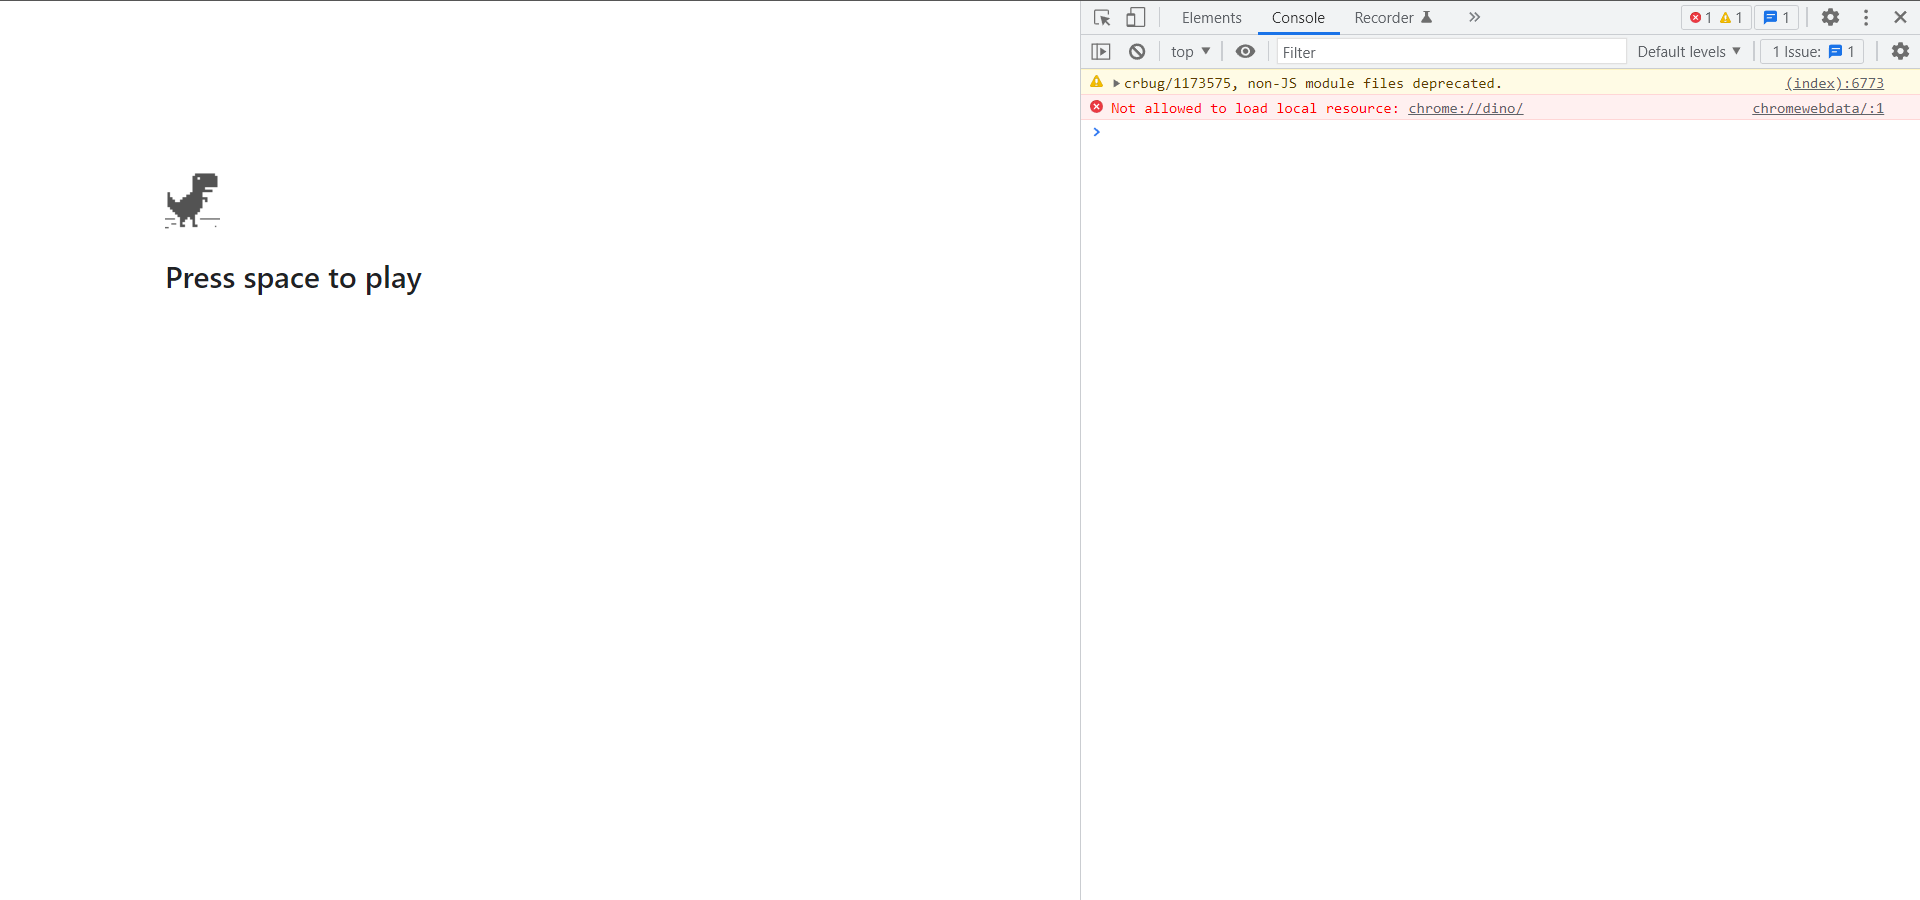 Elements Console Recorder 1 1 1
top Filter Default levels 1 Issue: 1
crbug/1173575, non-JS module files deprecated. (index):6773
Not allowed to load local resource: chrome://dino/ chromewebdata/:1
Press space to play